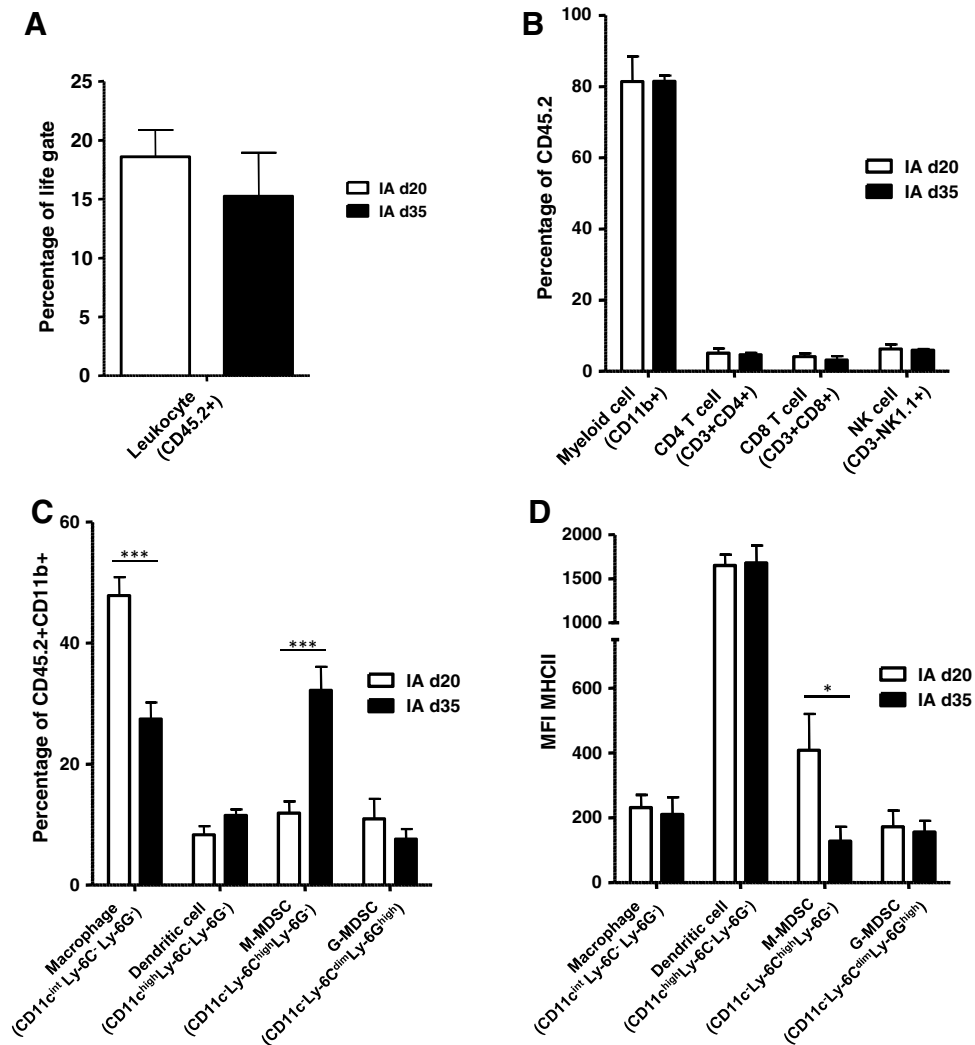 A
25
20
15
10
5
0
Percentage of life gate
Leukocyte
(CD45.2+)
IA d20
IA d35
B
100
80
60
40
20
0
Percentage of CD45.2
Myeloid cell
(CD11b+)
CD4 T cell
(CD3+CD4+)
CD8 T cell
(CD3+CD8+)
NK cell
(CD3-NK1.1+)
IA d20
IA d35
C
60
40
20
0
Percentage of CD45.2+CD11b+
***
***
Macrophage
(CD11cint Ly-6C- Ly-6G-)
Dendritic cell
(CD11chighLy-6C-Ly-6G-)
M-MDSC
(CD11c-Ly-6ChighLy-6G-)
G-MDSC
(CD11c-Ly-6CdimLy-6Ghigh)
IA d20
IA d35
D
2000
1500
1000
600
400
200
0
MFI MHCII
*
Macrophage
(CD11cint Ly-6C- Ly-6G-)
Dendritic cell
(CD11chighLy-6C-Ly-6G-)
M-MDSC
(CD11c-Ly-6ChighLy-6G-)
G-MDSC
(CD11c-Ly-6CdimLy-6Ghigh)
IA d20
IA d35